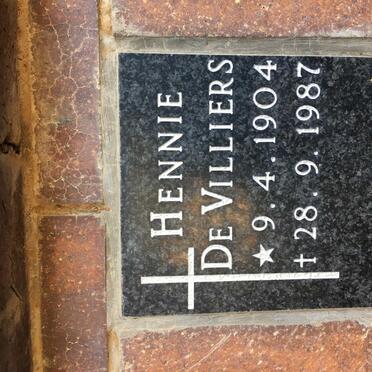 HENNIE
DE VILLIERS
★ 9.4.1904
† 28.9.1987